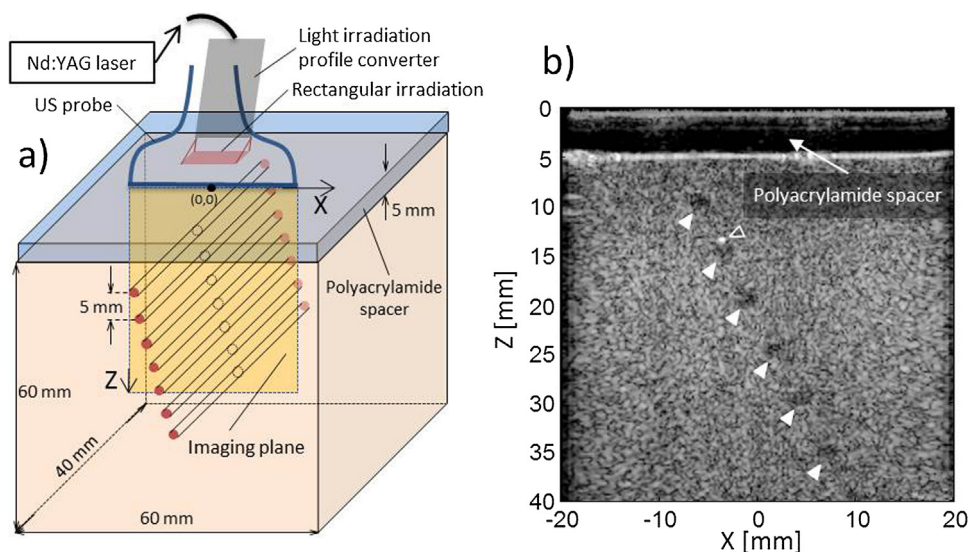 a)
Nd:YAG laser
Light irradiation
profile converter
Rectangular irradiation
US probe
(0,0)
X
5 mm
Polyacrylamide
spacer
5 mm
Z
60 mm
Imaging plane
40 mm
60 mm
b)
0
5
10
15
20
25
30
35
40
Z [mm]
Polyacrylamide spacer
-20 -10 0 10 20
X [mm]